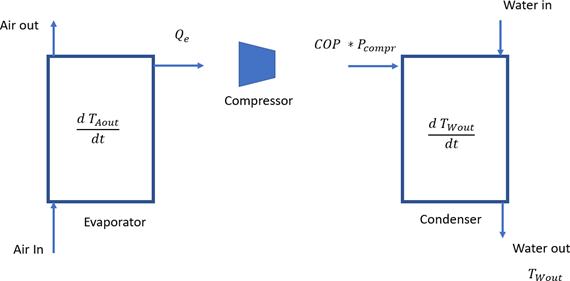 Air out
Water in
Q_e
COP * P_compr
Compressor
d T_Aout
dt
d T_Wout
dt
Evaporator
Condenser
Air In
Water out
T_Wout